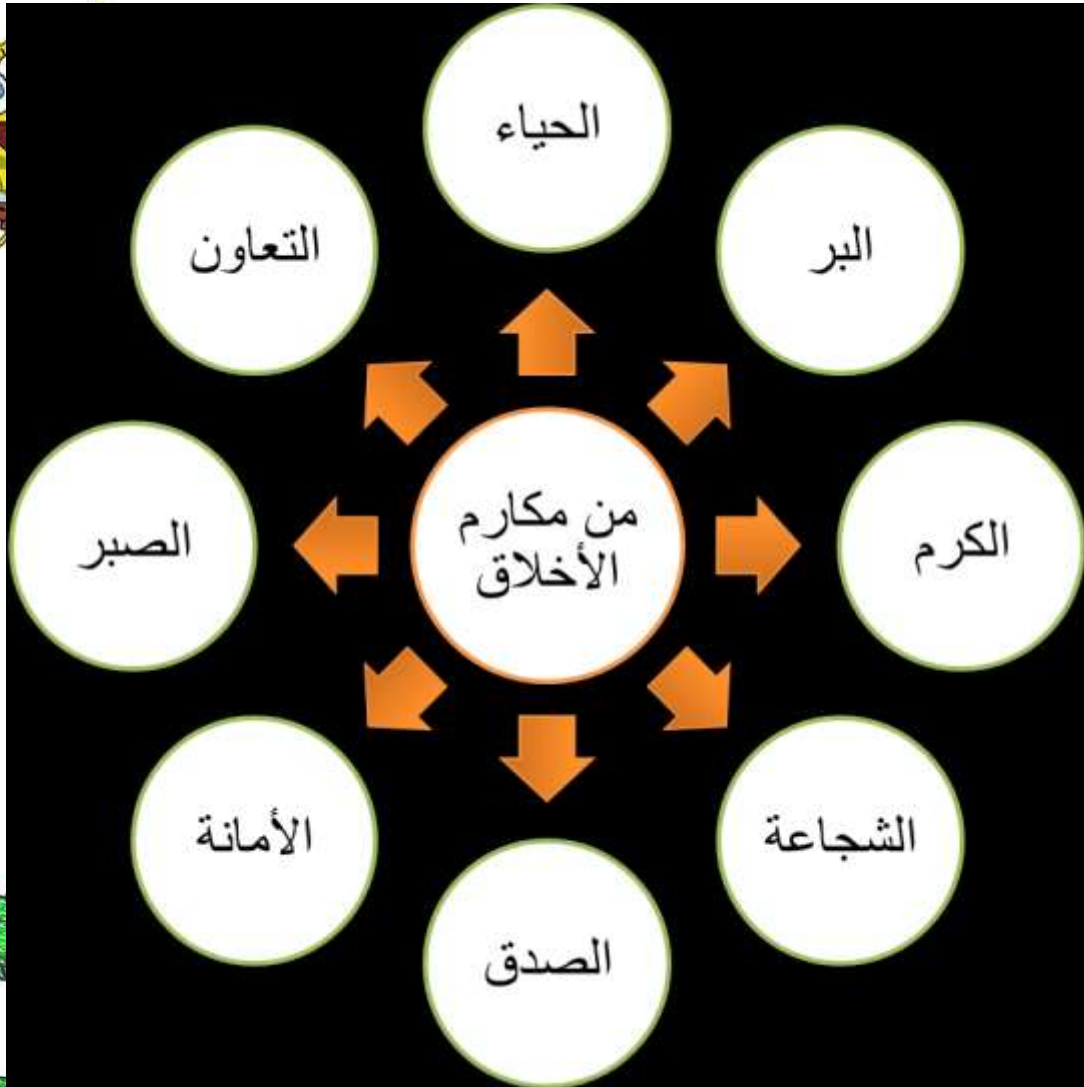 الحياء
البر
الكرم
الشجاعة
الصدق
الأمانة
الصبر
التعاون
من مكارم
الأخلاق